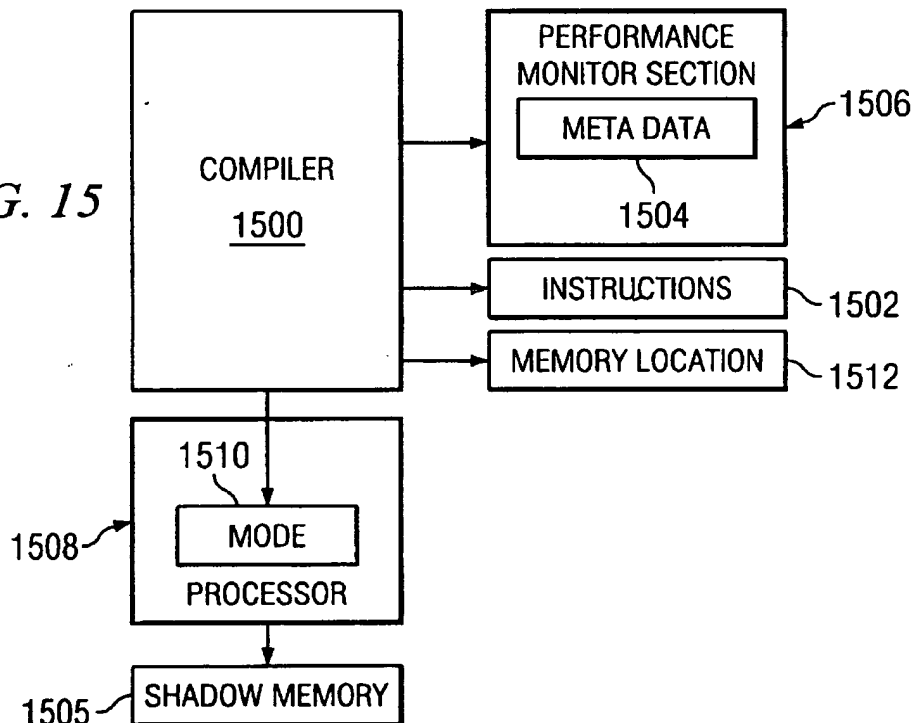 PERFORMANCE
MONITOR SECTION
META DATA
1504
1506
COMPILER
1500
G. 15
INSTRUCTIONS
1502
MEMORY LOCATION
1512
1510
MODE
1508
PROCESSOR
SHADOW MEMORY
1505